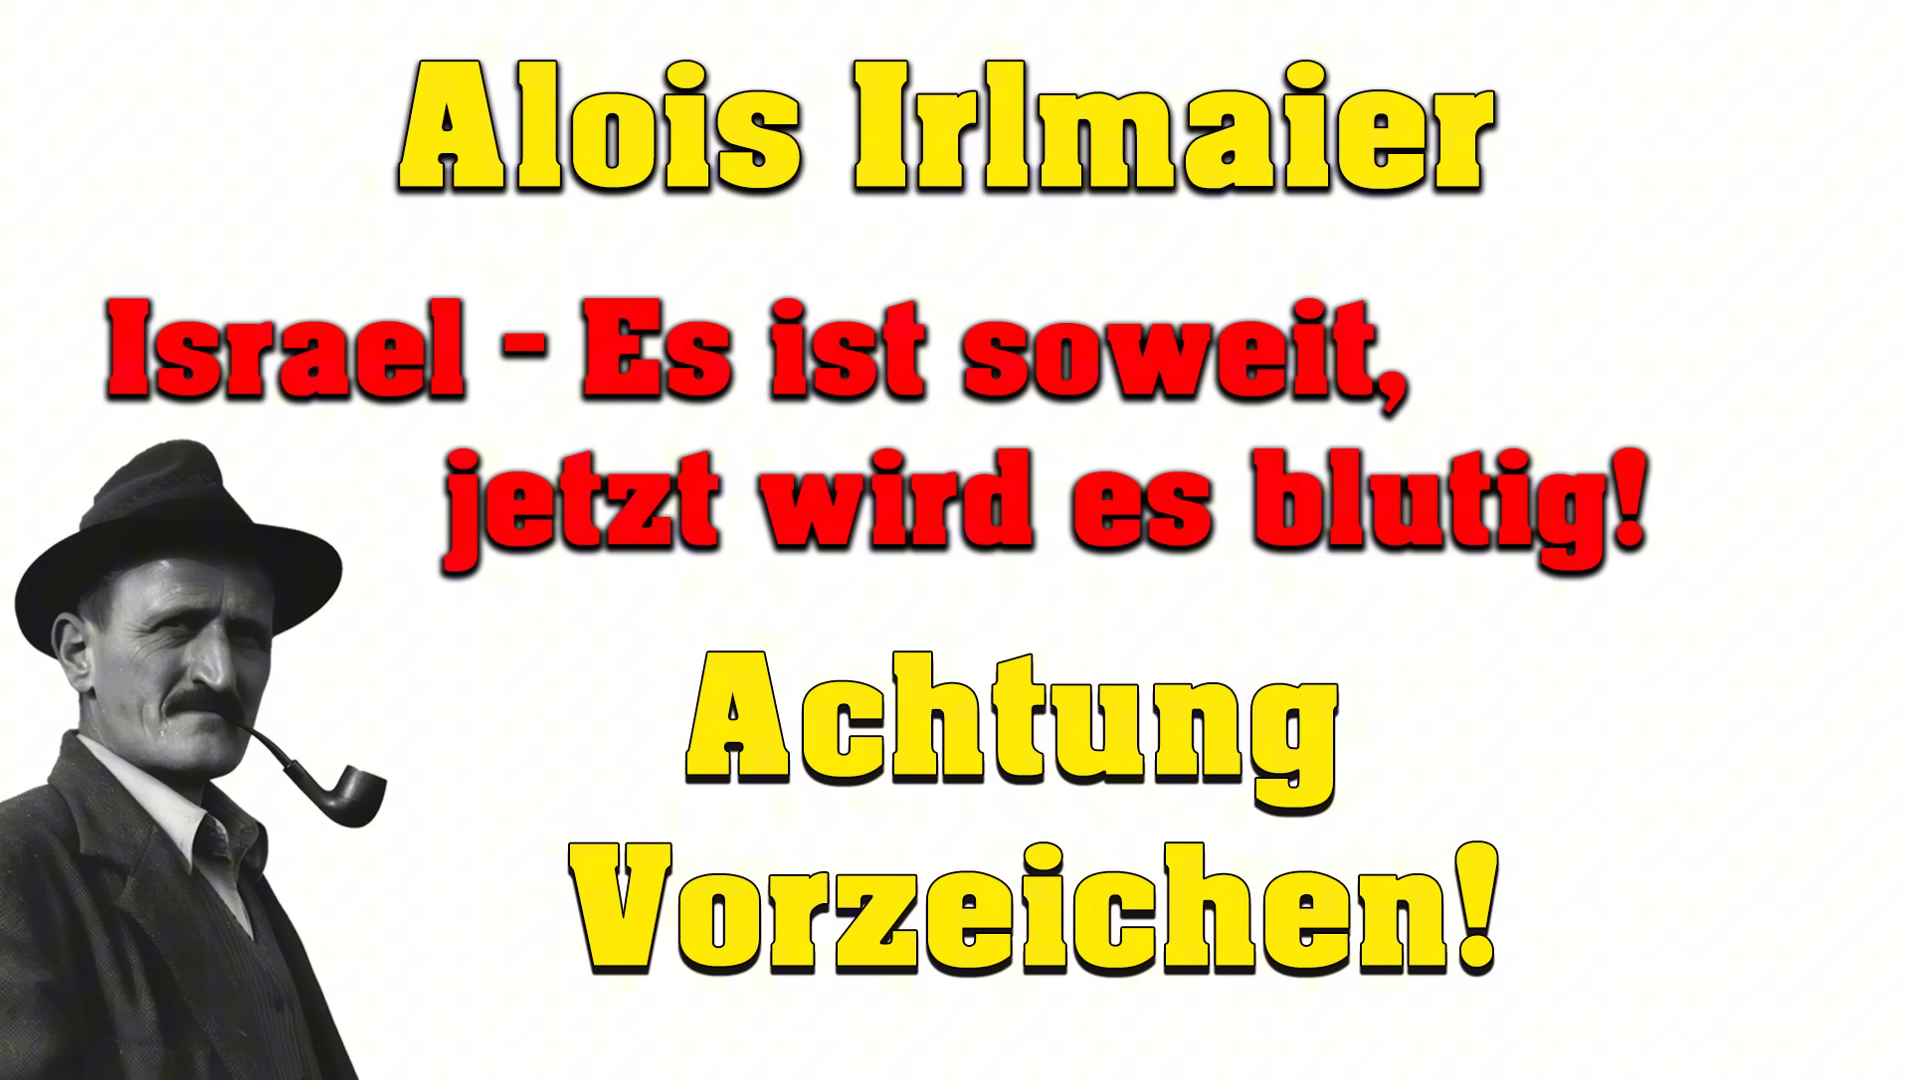 Alois Irlmaier
Israel - Es ist soweit,
jetzt wird es blutig!
Achtung
Vorzeichen!